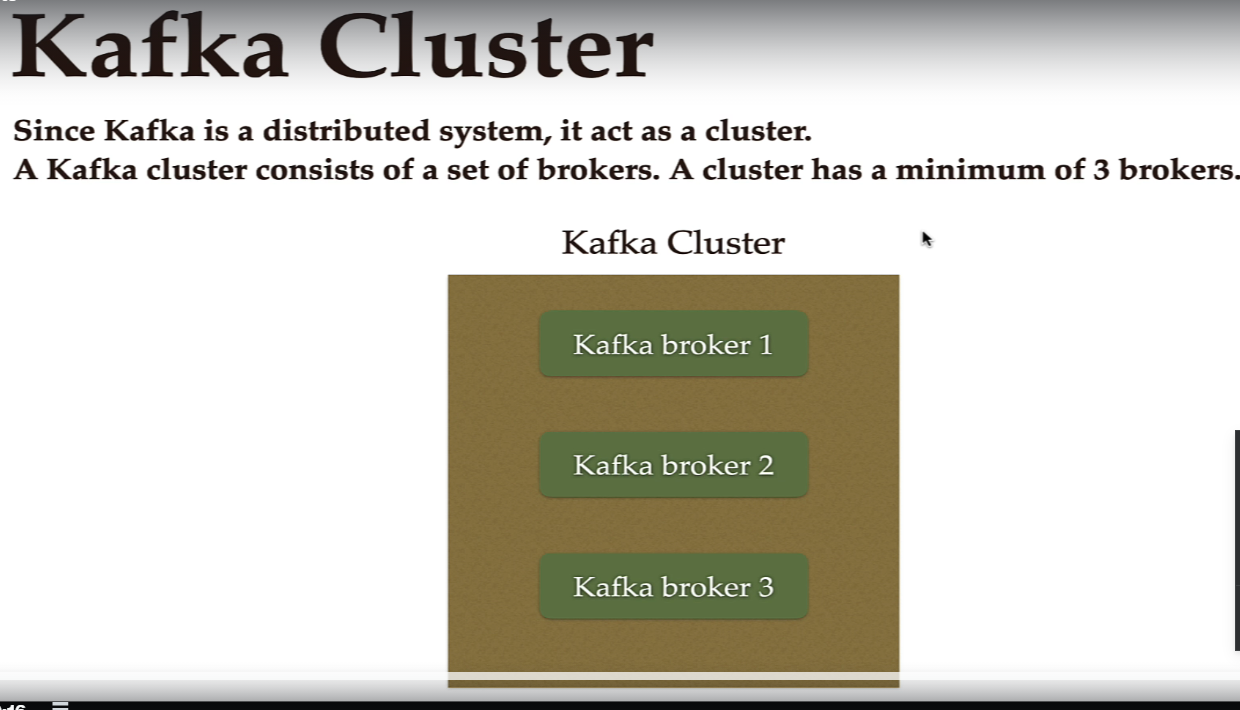 Kafka Cluster
Since Kafka is a distributed system, it act as a cluster.
A Kafka cluster consists of a set of brokers. A cluster has a minimum of 3 brokers.
Kafka Cluster
Kafka broker 1
Kafka broker 2
Kafka broker 3